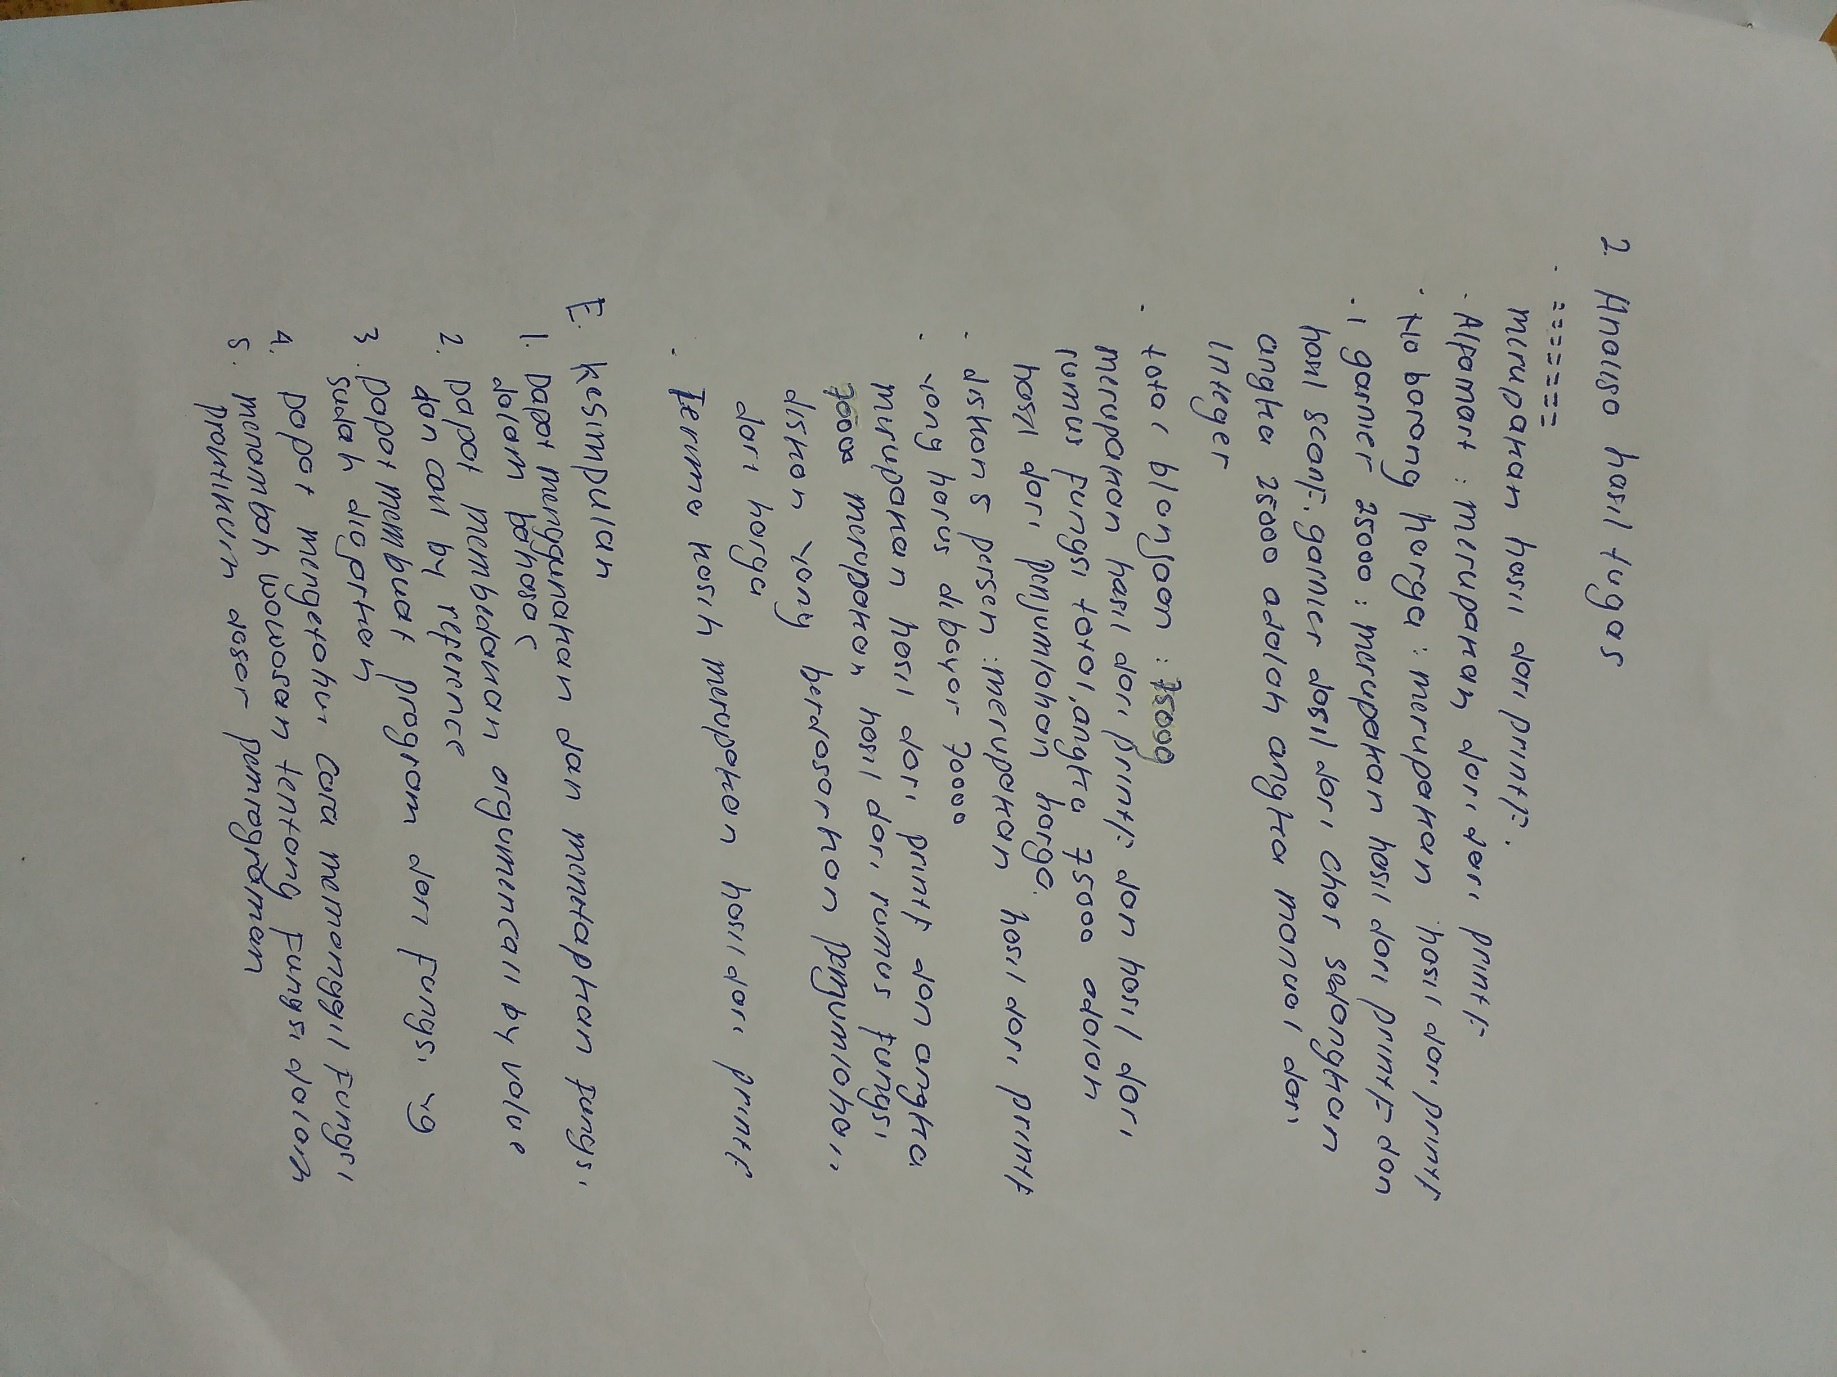 2. Analisa hasil tugas
. =======
merupakan hasil dari printf.
. Alfamart : merupakan dari dari printf
. No barang harga : merupakan hasil dari printf
. 1 garnier 25000 : merupakan hasil dari printf dan
hasil scanf. garnier dasil dari char sedangkan
angka 25000 adalah angka manual dari
integer
. total blanjaan : 75000
merupakan hasil dari printf dan hasil dari
rumus fungsi total, angka 75000 adalah
hasil dari penjumlahan harga.
. diskon 5 persen : merupakan hasil dari printf
. yang harus dibayar 70000
merupakan hasil dari printf dan angka
70000 merupakan hasil dari rumus fungsi
diskon yang berdasarkan penjumlahan
dari harga
. Terima kasih merupakan hasil dari printf
E. Kesimpulan
1. Dapat menggunakan dan menetapkan fungsi
dalam bahasa C
2. Dapat membedakan argumen call by value
dan call by reference
3. Dapat membuat program dari fungsi yg
sudah diaprkeh
4. Dapat mengetahui cara memanggil fungsi
5. menambah wawasan tentang fungsi dalam
praktikum dasar pemrograman